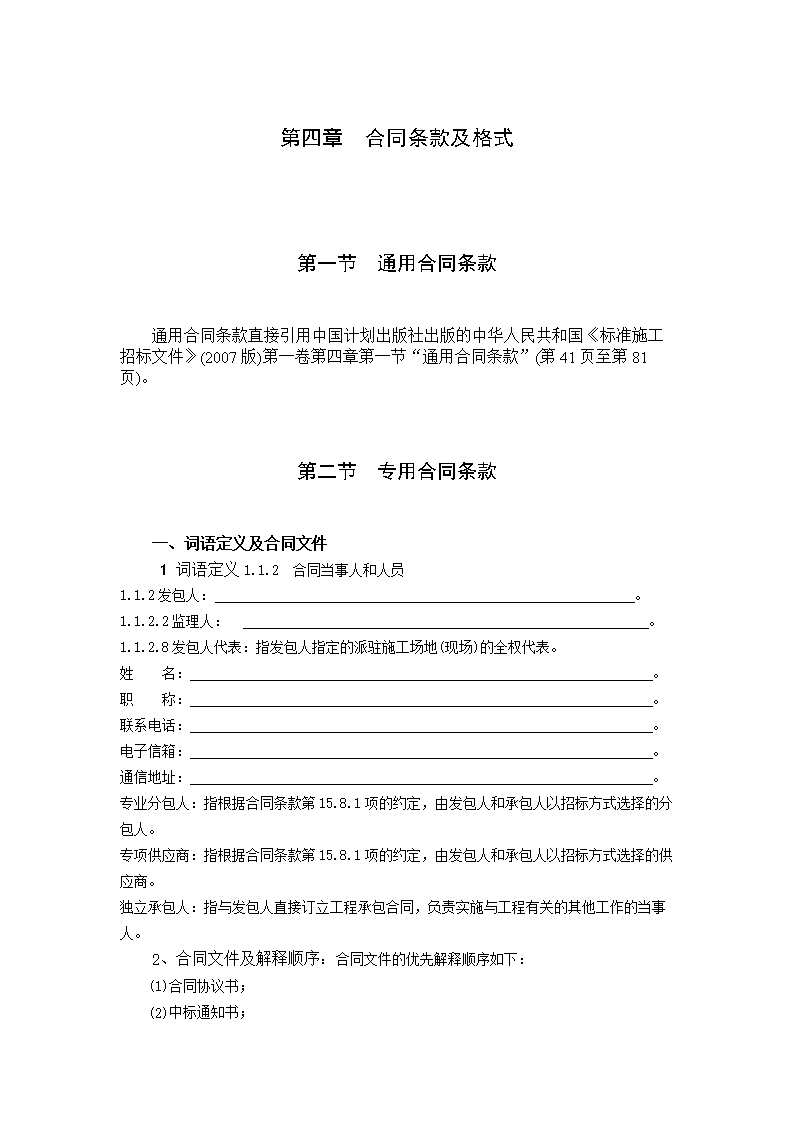 第四章　合同条款及格式
第一节　通用合同条款
通用合同条款直接引用中国计划出版社出版的中华人民共和国《标准施工
招标文件》(2007版)第一卷第四章第一节“通用合同条款”(第41页至第81
页)。
第二节　专用合同条款
一、词语定义及合同文件
1 词语定义1.1.2　合同当事人和人员
1.1.2发包人：____________________。
1.1.2.2监理人：　____________________。
1.1.2.8发包人代表：指发包人指定的派驻施工场地(现场)的全权代表。
姓　　名：____________________。
职　　称：____________________。
联系电话：____________________。
电子信箱：____________________。
通信地址：____________________。
专业分包人：指根据合同条款第15.8.1项的约定，由发包人和承包人以招标方式选择的分
包人。
专项供应商：指根据合同条款第15.8.1项的约定，由发包人和承包人以招标方式选择的供
应商。
独立承包人：指与发包人直接订立工程承包合同，负责实施与工程有关的其他工作的当事
人。
2、合同文件及解释顺序：合同文件的优先解释顺序如下：
(1)合同协议书；
(2)中标通知书；